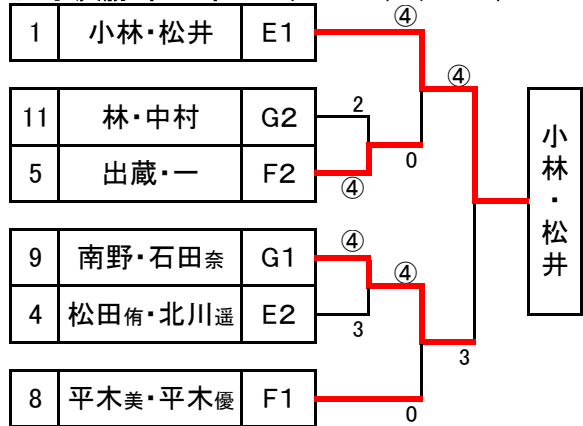 1 小林・松井 E1
④
④
11 林・中村 G2
2
5 出蔵・一 F2
④
0
小林・松井
9 南野・石田奈 G1
④
④
4 松田侑・北川遥 E2
3
3
8 平木美・平木優 F1
0